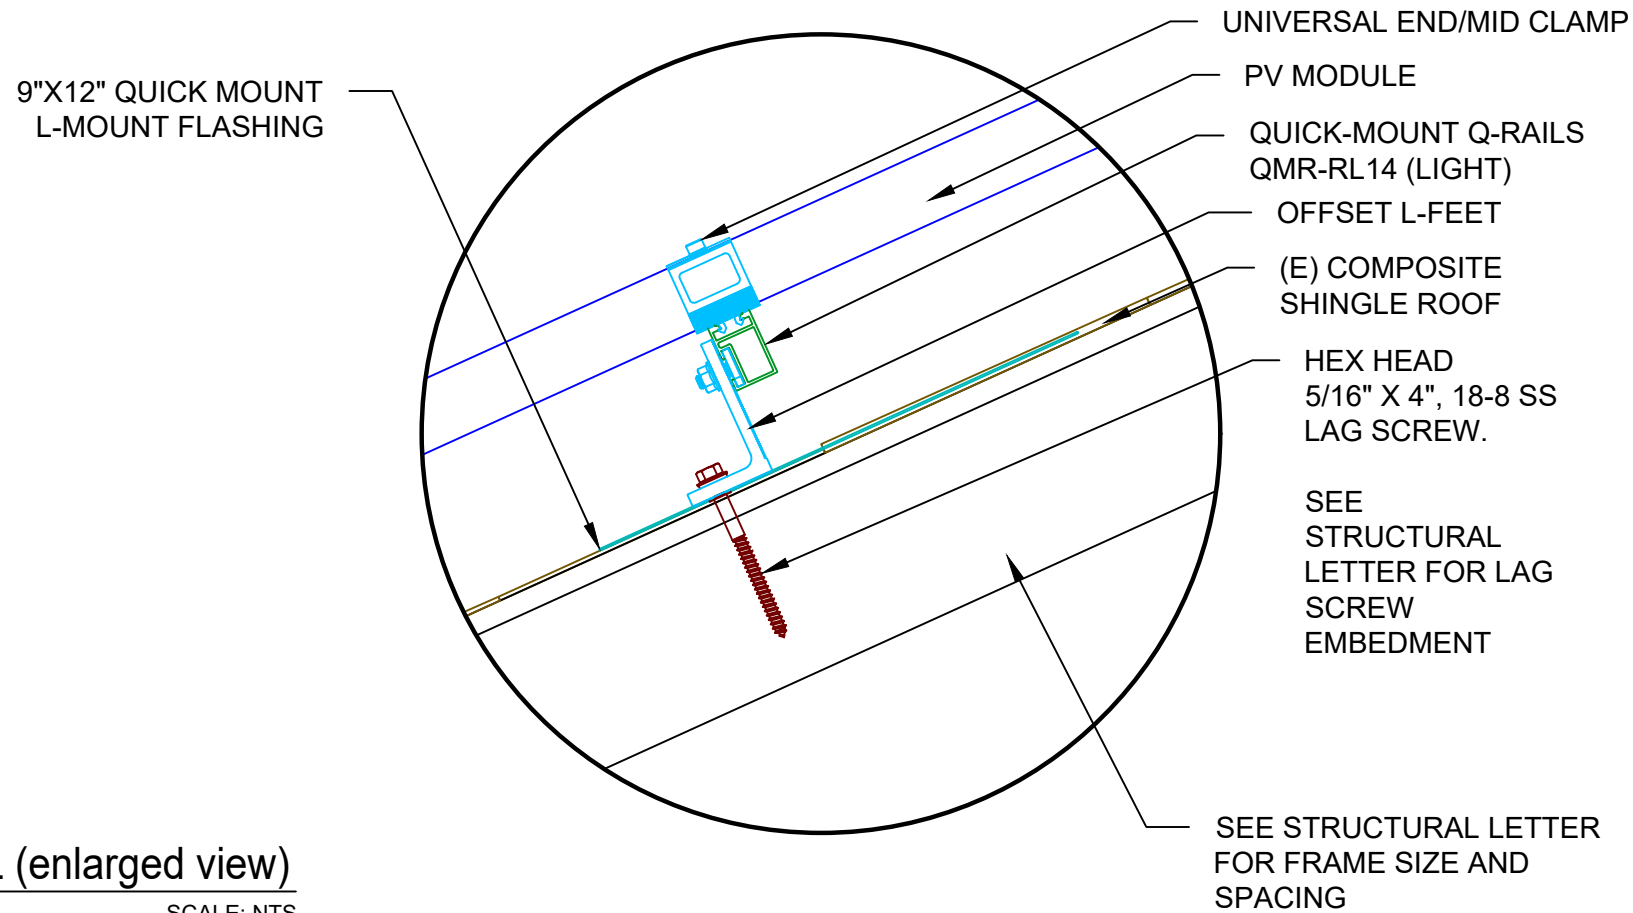 UNIVERSAL END/MID CLAMP
PV MODULE
9"X12" QUICK MOUNT
L-MOUNT FLASHING
QUICK-MOUNT Q-RAILS
QMR-RL14 (LIGHT)
OFFSET L-FEET
(E) COMPOSITE
SHINGLE ROOF
HEX HEAD
5/16" X 4", 18-8 SS
LAG SCREW.
SEE
STRUCTURAL
LETTER FOR LAG
SCREW
EMBEDMENT
SEE STRUCTURAL LETTER
FOR FRAME SIZE AND
SPACING
(enlarged view)
SCALE: NTS